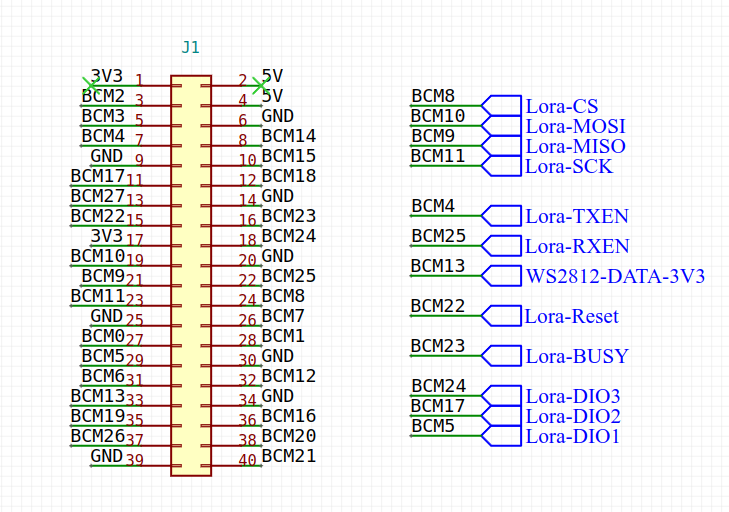 J1
3V3 1 2 5V
BCM2 3 4 5V
BCM3 5 6 GND
BCM4 7 8 BCM14
GND 9 10 BCM15
BCM17 11 12 BCM18
BCM27 13 14 GND
BCM22 15 16 BCM23
3V3 17 18 BCM24
BCM10 19 20 GND
BCM9 21 22 BCM25
BCM11 23 24 BCM8
GND 25 26 BCM7
BCM0 27 28 BCM1
BCM5 29 30 GND
BCM6 31 32 BCM12
BCM13 33 34 GND
BCM19 35 36 BCM16
BCM26 37 38 BCM20
GND 39 40 BCM21
BCM8 Lora-CS
BCM10 Lora-MOSI
BCM9 Lora-MISO
BCM11 Lora-SCK
BCM4 Lora-TXEN
BCM25 Lora-RXEN
BCM13 WS2812-DATA-3V3
BCM22 Lora-Reset
BCM23 Lora-BUSY
BCM24 Lora-DIO3
BCM17 Lora-DIO2
BCM5 Lora-DIO1